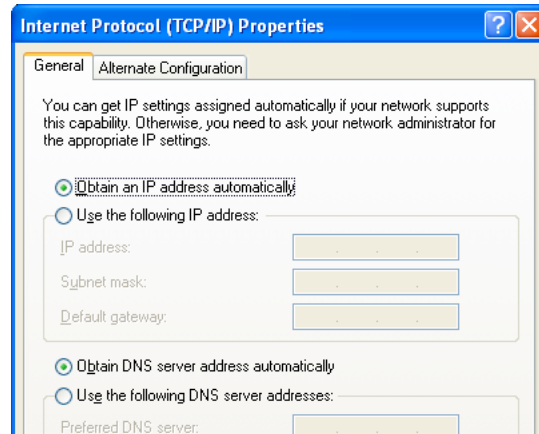 Internet Protocol (TCP/IP) Properties
General Alternate Configuration
You can get IP settings assigned automatically if your network supports
this capability. Otherwise, you need to ask your network administrator for
the appropriate IP settings.
Obtain an IP address automatically
Use the following IP address:
IP address:
Subnet mask:
Default gateway:
Obtain DNS server address automatically
Use the following DNS server addresses:
Preferred DNS server: